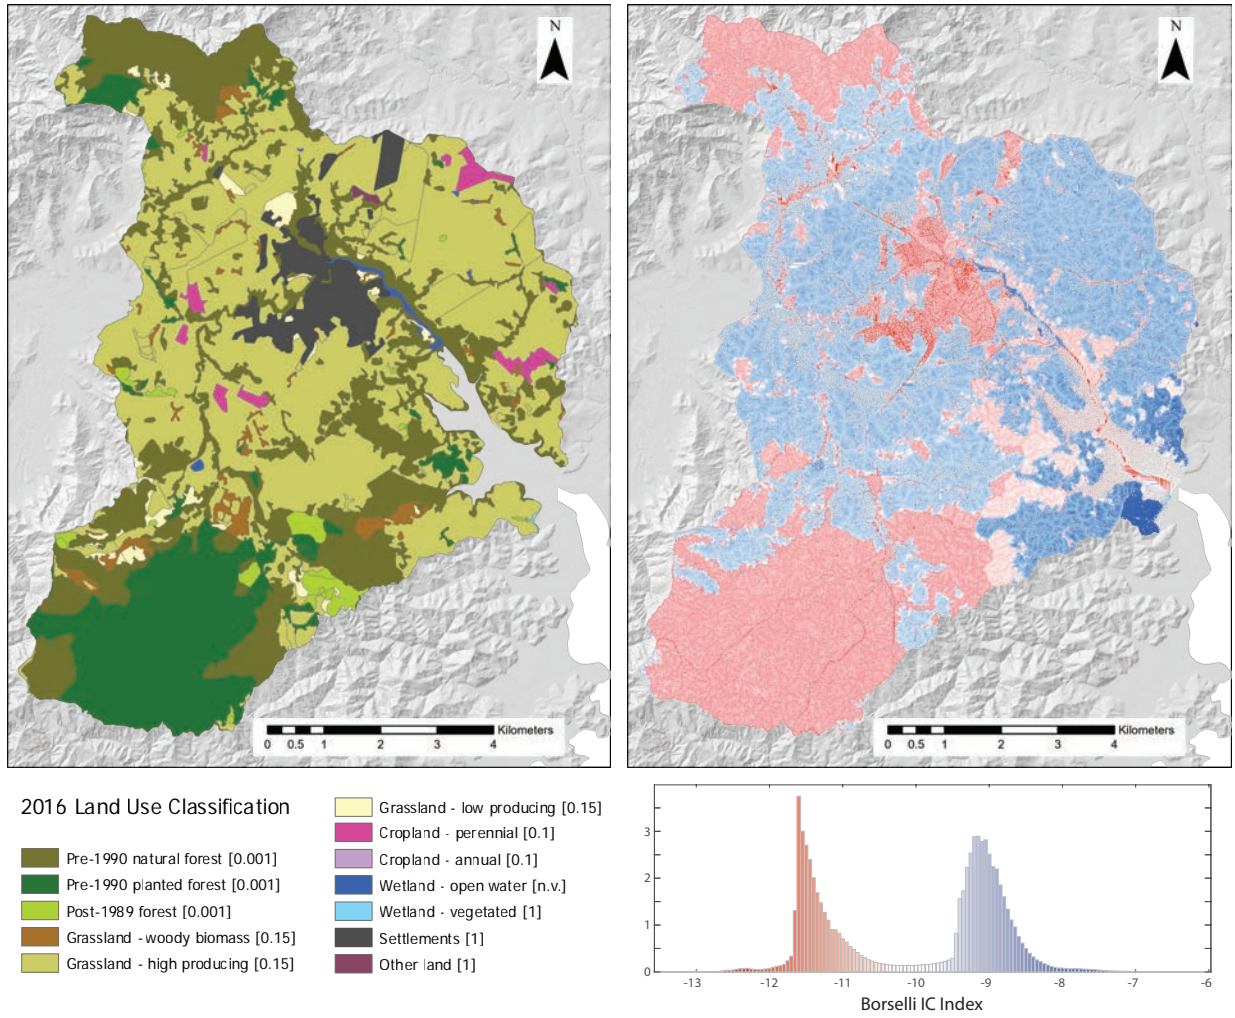 N
N
Kilometers
0 0.5 1 2 3 4
Kilometers
0 0.5 1 2 3 4
2016 Land Use Classification
Pre-1990 natural forest [0.001]
Pre-1990 planted forest [0.001]
Post-1989 forest [0.001]
Grassland -woody biomass [0.15]
Grassland - high producing [0.15]
Grassland - low producing [0.15]
Cropland - perennial [0.1]
Cropland - annual [0.1]
Wetland - open water [n.v.]
Wetland - vegetated [1]
Settlements [1]
Other land [1]
3
2
1
0
-13 -12 -11 -10 -9 -8 -7 -6
Borselli IC Index